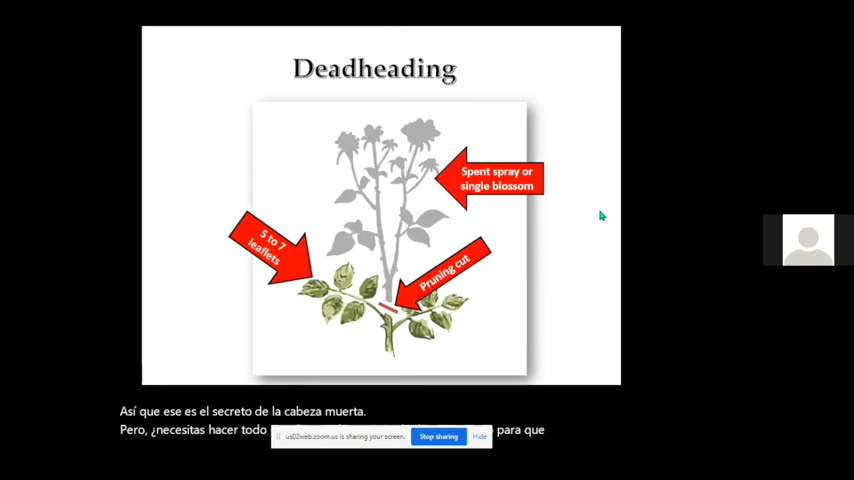 Deadheading
Spent spray or
single blossom
5 to 7
leaflets
Pruning cut
Así que ese es el secreto de la cabeza muerta.
Pero, ¿necesitas hacer todo
para que
us02web.zoom.us is sharing your screen.
Stop sharing
Hide